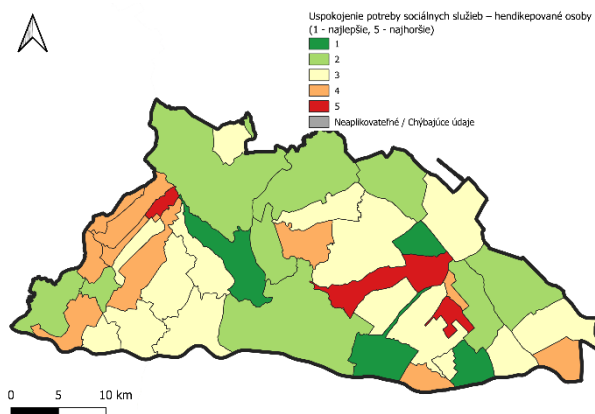 Uspokojenie potreby sociálnych služieb – hendikepované osoby
(1 - najlepšie, 5 - najhoršie)
1
2
3
4
5
Neaplikovateľné / Chýbajúce údaje
0 5 10 km